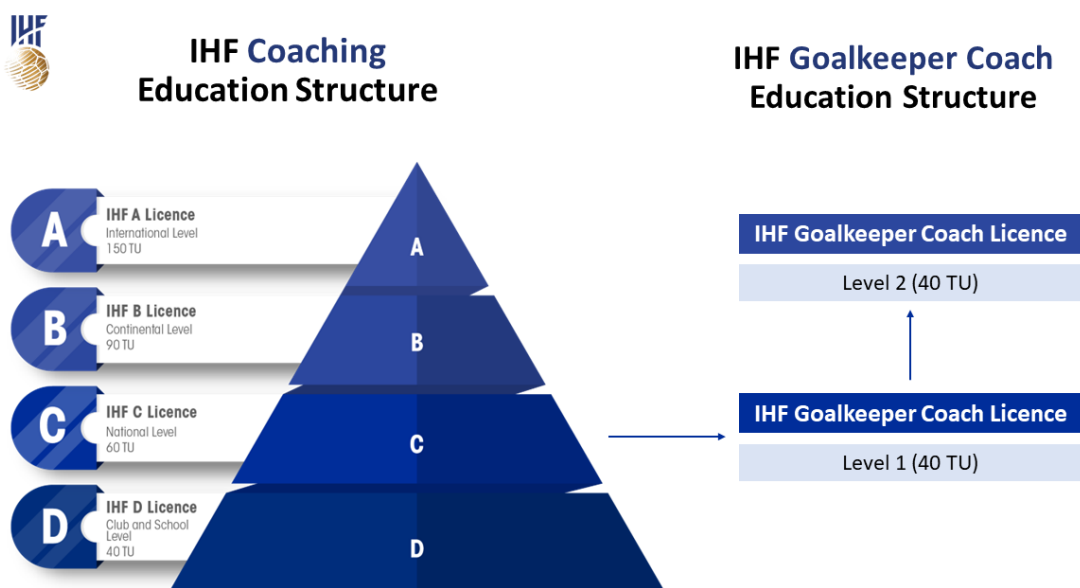 IHF
IHF Coaching
Education Structure
IHF Goalkeeper Coach
Education Structure
A
IHF A Licence
International Level
150 TU
A
B
IHF B Licence
Continental Level
90 TU
B
C
IHF C Licence
National Level
60 TU
C
D
IHF D Licence
Club and School
Level
40 TU
D
IHF Goalkeeper Coach Licence
Level 2 (40 TU)
IHF Goalkeeper Coach Licence
Level 1 (40 TU)